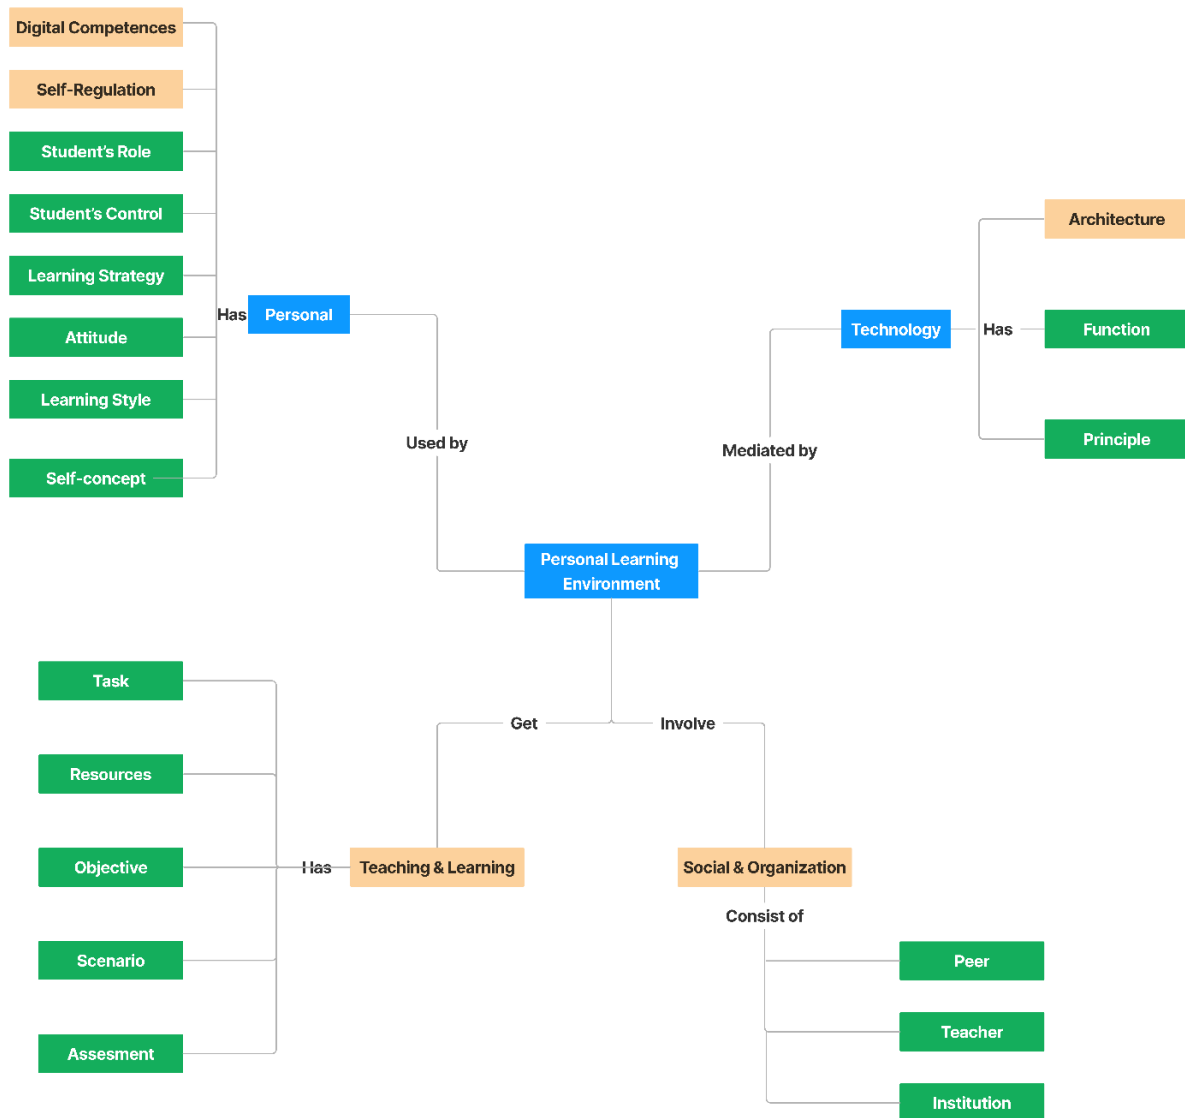 Digital Competences
Self-Regulation
Student's Role
Student's Control
Learning Strategy
Attitude
Learning Style
Self-concept
Has
Personal
Used by
Technology
Has
Architecture
Function
Principle
Mediated by
Personal Learning
Environment
Get
Involve
Task
Resources
Objective
Scenario
Assesment
Has
Teaching & Learning
Social & Organization
Consist of
Peer
Teacher
Institution